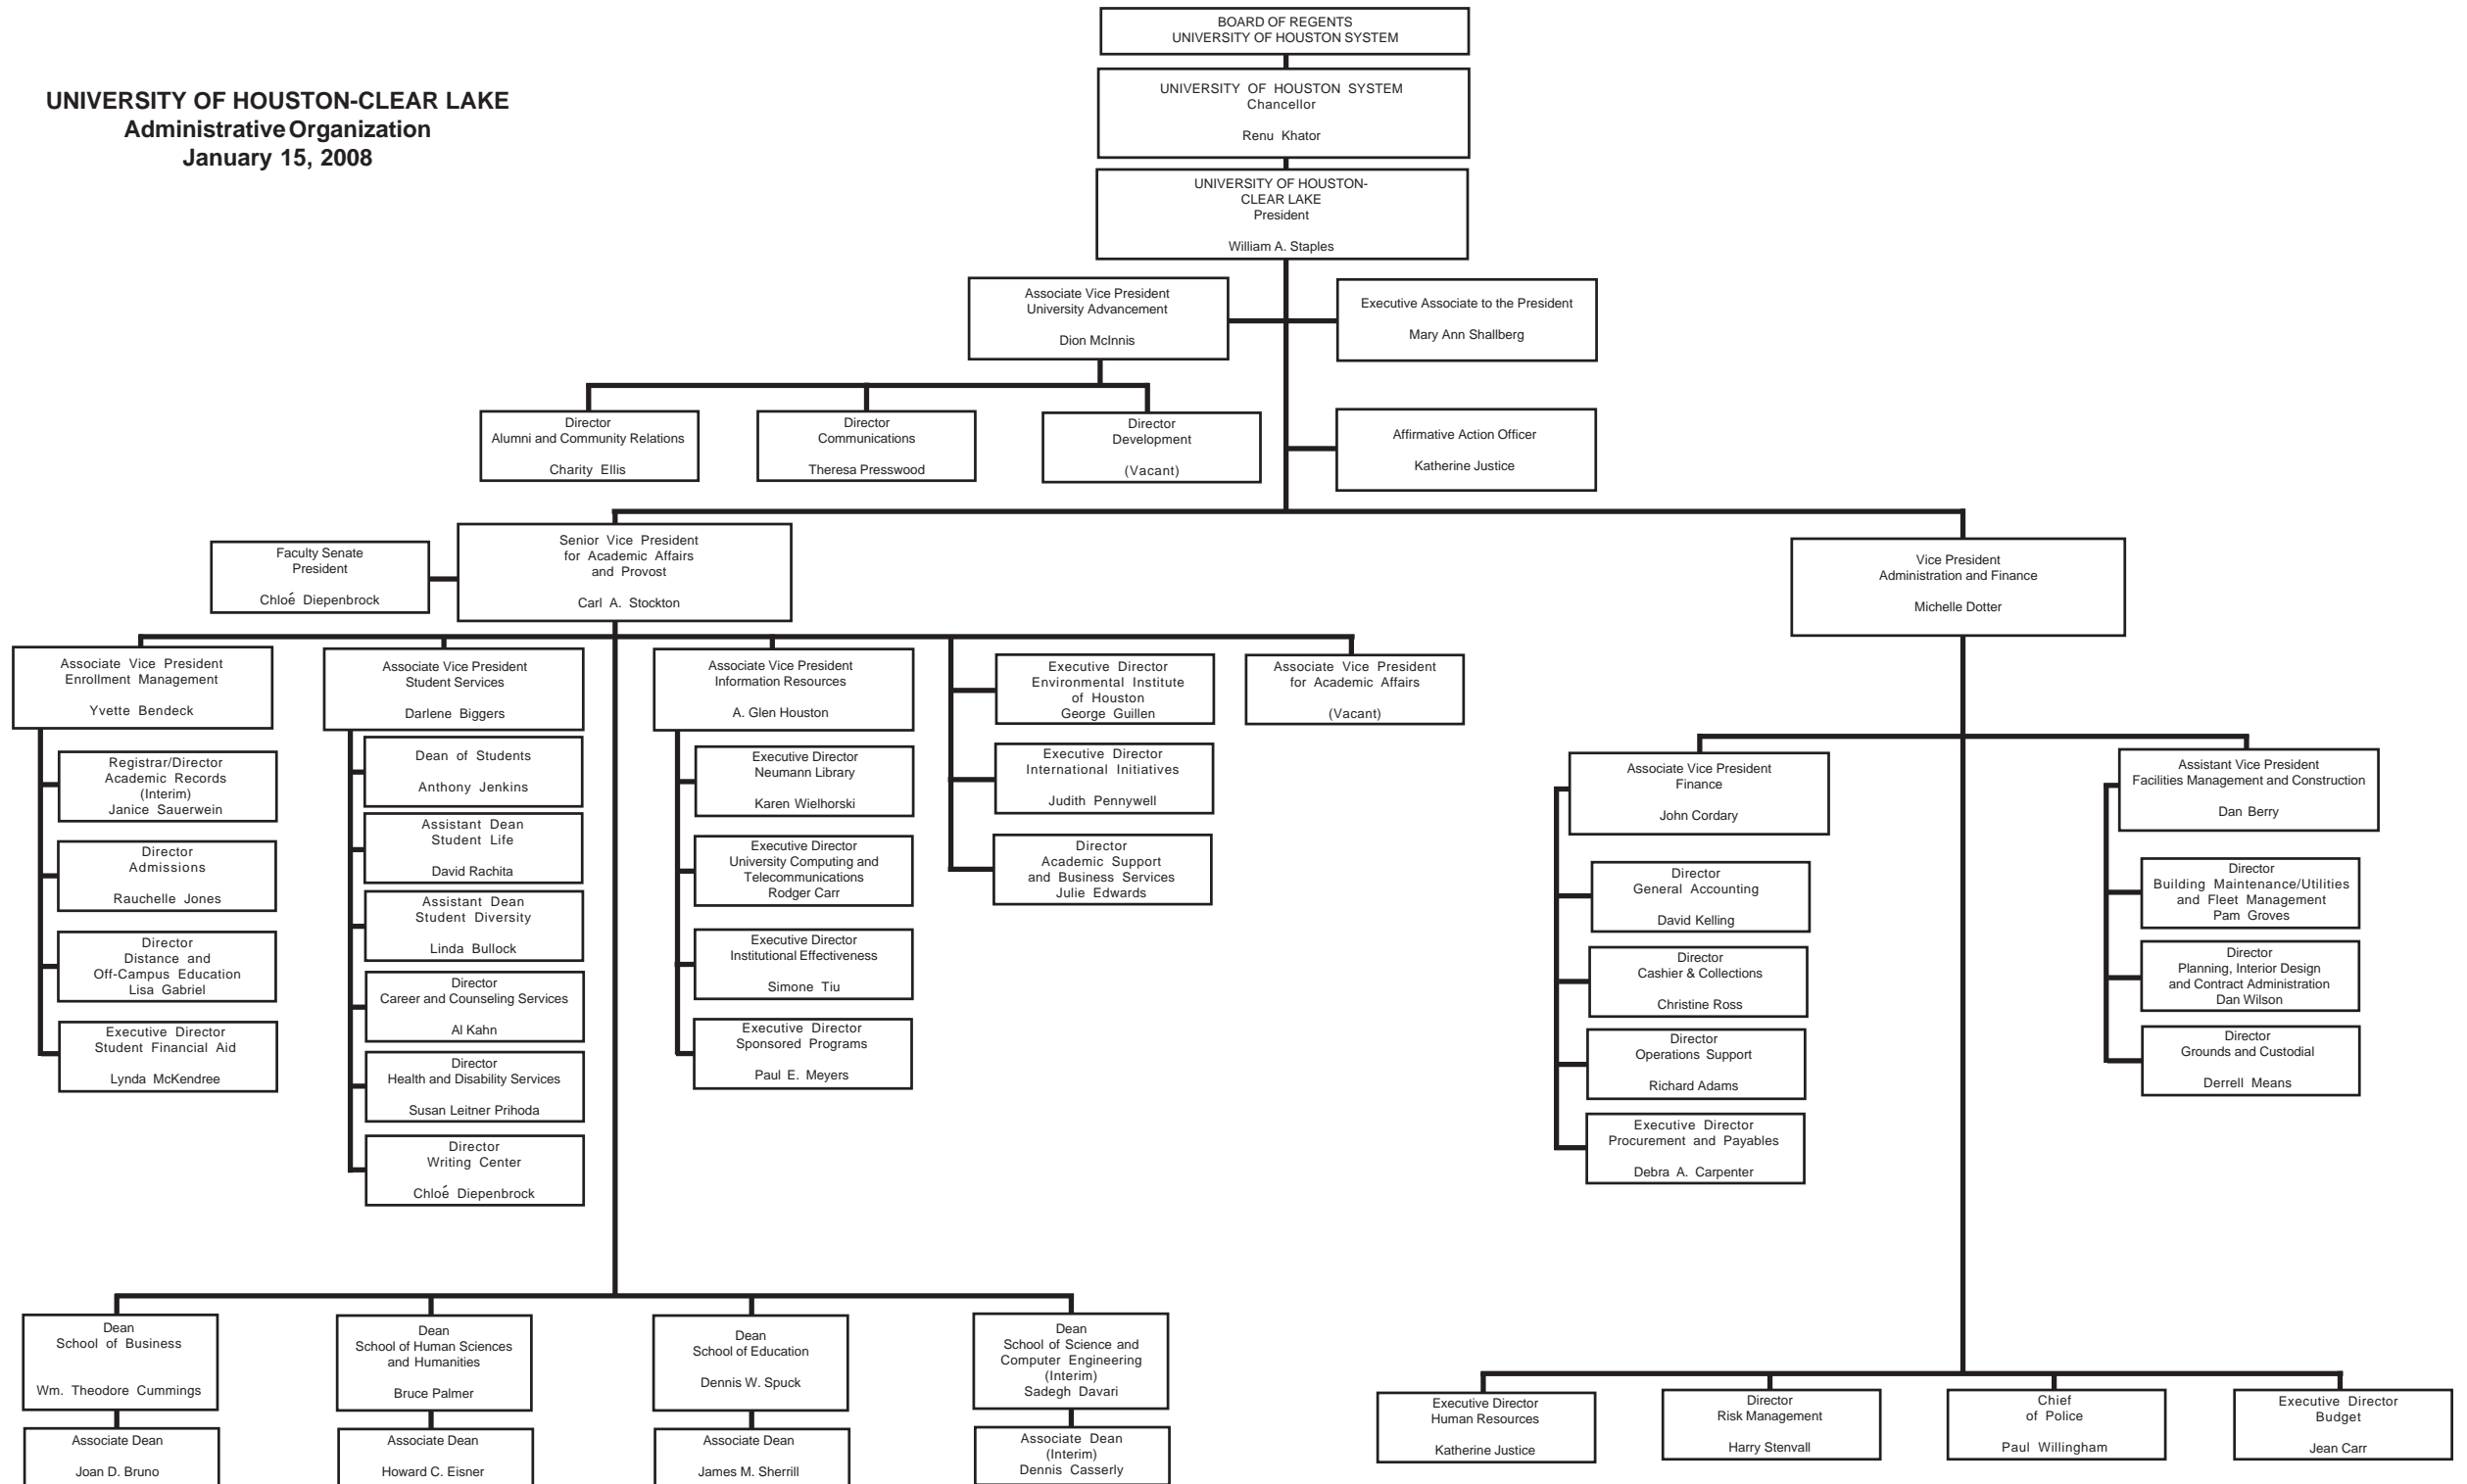 UNIVERSITY OF HOUSTON-CLEAR LAKE
Administrative Organization
January 15, 2008
BOARD OF REGENTS
UNIVERSITY OF HOUSTON SYSTEM
UNIVERSITY OF HOUSTON SYSTEM
Chancellor
Renu Khator
UNIVERSITY OF HOUSTON-
CLEAR LAKE
President
William A. Staples
Associate Vice President
University Advancement
Dion McInnis
Executive Associate to the President
Mary Ann Shallberg
Director
Alumni and Community Relations
Charity Ellis
Director
Communications
Theresa Presswood
Director
Development
(Vacant)
Affirmative Action Officer
Katherine Justice
Faculty Senate
President
Chloé Diepenbrock
Senior Vice President
for Academic Affairs
and Provost
Carl A. Stockton
Vice President
Administration and Finance
Michelle Dotter
Associate Vice President
Enrollment Management
Yvette Bendeck
Registrar/Director
Academic Records
(Interim)
Janice Sauerwein
Director
Admissions
Rauchelle Jones
Director
Distance and
Off-Campus Education
Lisa Gabriel
Executive Director
Student Financial Aid
Lynda McKendree
Associate Vice President
Student Services
Darlene Biggers
Dean of Students
Anthony Jenkins
Assistant Dean
Student Life
David Rachita
Assistant Dean
Student Diversity
Linda Bullock
Director
Career and Counseling Services
Al Kahn
Director
Health and Disability Services
Susan Leitner Prihoda
Director
Writing Center
Chloé Diepenbrock
Associate Vice President
Information Resources
A. Glen Houston
Executive Director
Neumann Library
Karen Wielhorski
Executive Director
University Computing and
Telecommunications
Rodger Carr
Executive Director
Institutional Effectiveness
Simone Tiu
Executive Director
Sponsored Programs
Paul E. Meyers
Executive Director
Environmental Institute
of Houston
George Guillen
Executive Director
International Initiatives
Judith Pennywell
Director
Academic Support
and Business Services
Julie Edwards
Associate Vice President
for Academic Affairs
(Vacant)
Associate Vice President
Finance
John Cordary
Director
General Accounting
David Kelling
Director
Cashier & Collections
Christine Ross
Director
Operations Support
Richard Adams
Executive Director
Procurement and Payables
Debra A. Carpenter
Assistant Vice President
Facilities Management and Construction
Dan Berry
Director
Building Maintenance/Utilities
and Fleet Management
Pam Groves
Director
Planning, Interior Design
and Contract Administration
Dan Wilson
Director
Grounds and Custodial
Derrell Means
Dean
School of Business
Wm. Theodore Cummings
Associate Dean
Joan D. Bruno
Dean
School of Human Sciences
and Humanities
Bruce Palmer
Associate Dean
Howard C. Eisner
Dean
School of Education
Dennis W. Spuck
Associate Dean
James M. Sherrill
Dean
School of Science and
Computer Engineering
(Interim)
Sadegh Davari
Associate Dean
(Interim)
Dennis Casserly
Executive Director
Human Resources
Katherine Justice
Director
Risk Management
Harry Stenvall
Chief
of Police
Paul Willingham
Executive Director
Budget
Jean Carr